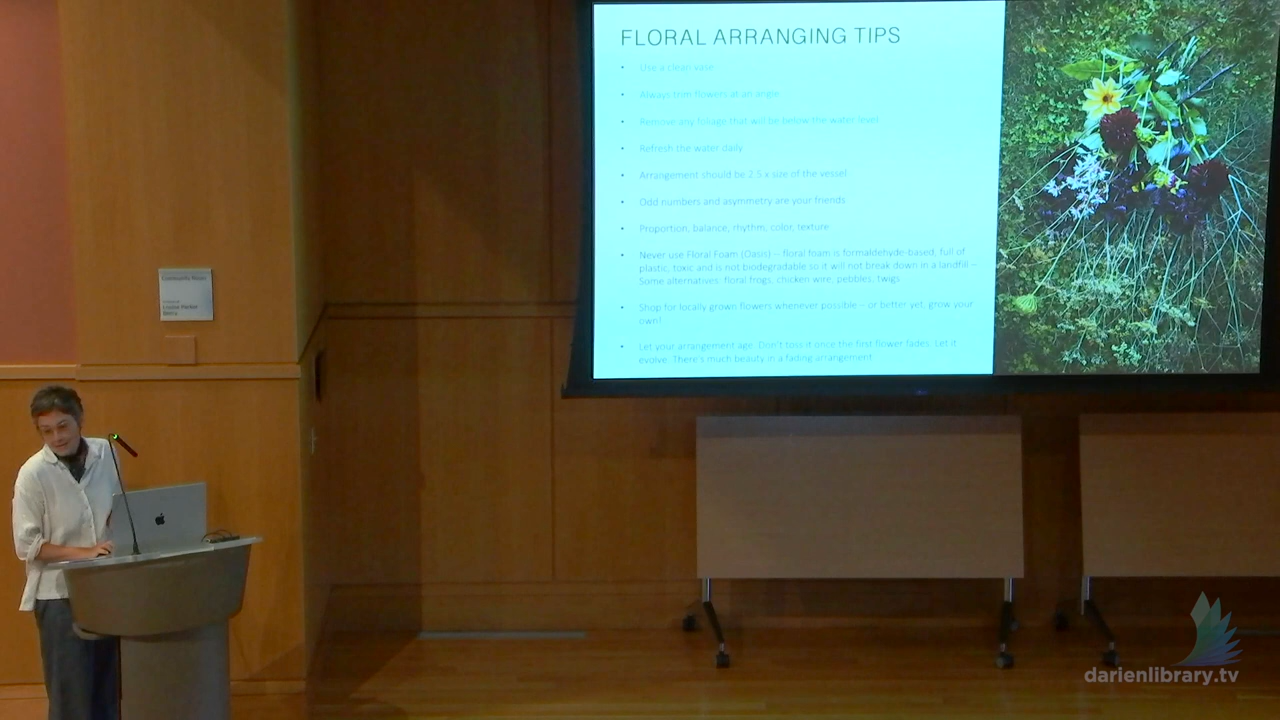 FLORAL ARRANGING TIPS
• Use a clean vase
• Always trim flowers at an angle
• Remove any foliage that will be below the water level
• Refresh the water daily
• Arrangement should be 2.5 x size of the vessel
• Odd numbers and asymmetry are your friends
• Proportion, balance, rhythm, color, texture
• Never use Floral Foam (Oasis) – floral foam is formaldehyde-based, full of
plastic, toxic and is not biodegradable so it will not break down in a landfill –
Some alternatives: floral frogs, chicken wire, pebbles, twigs
• Shop for locally grown flowers whenever possible – or better yet, grow your
own!
• Let your arrangement age. Don't toss it once the first flower fades. Let it
evolve. There's much beauty in a fading arrangement.
Community Room
darienlibrary.tv